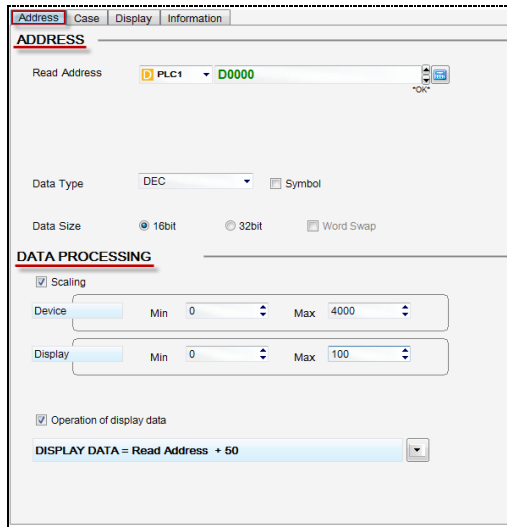 Address Case Display Information
ADDRESS
Read Address D PLC1 D0000
*OK*
Data Type DEC Symbol
Data Size 16bit 32bit Word Swap
DATA PROCESSING
Scaling
Device Min 0 Max 4000
Display Min 0 Max 100
Operation of display data
DISPLAY DATA = Read Address + 50